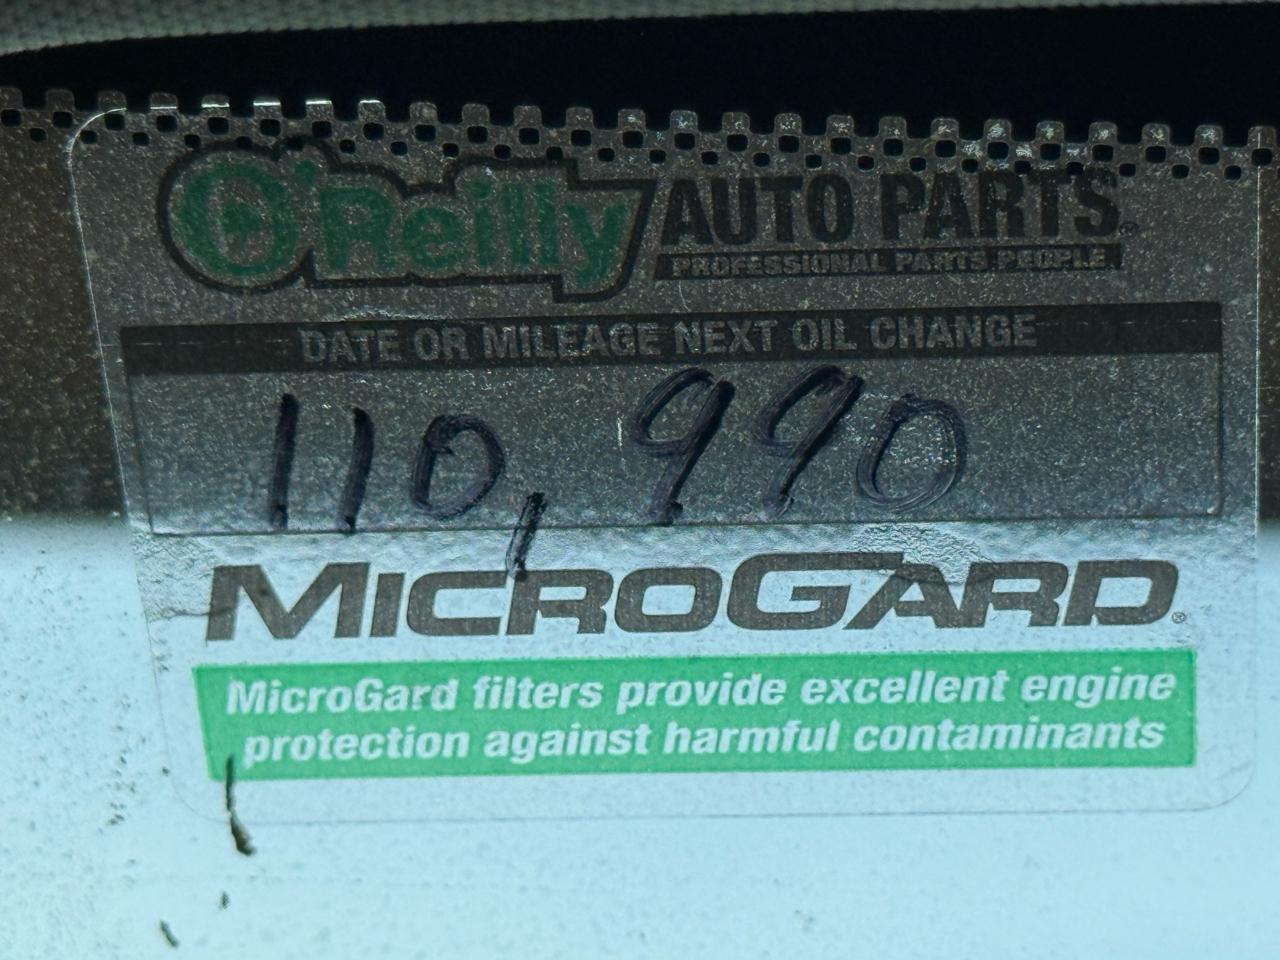 O'Reilly AUTO PARTS®
PROFESSIONAL PARTS PEOPLE
DATE OR MILEAGE NEXT OIL CHANGE
110,990
MICROGARD®
MicroGard filters provide excellent engine
protection against harmful contaminants